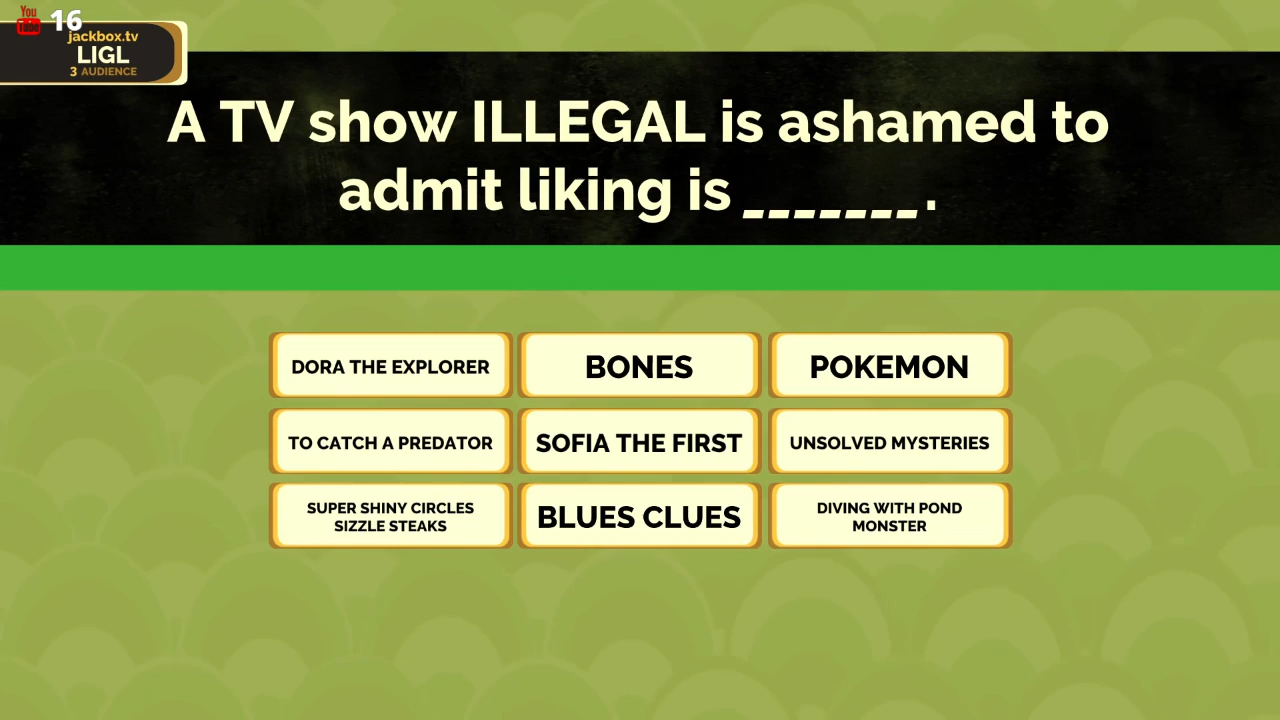 You
Tube
16
jackbox.tv
LIGL
3 AUDIENCE
A TV show ILLEGAL is ashamed to
admit liking is _______.
DORA THE EXPLORER
BONES
POKEMON
TO CATCH A PREDATOR
SOFIA THE FIRST
UNSOLVED MYSTERIES
SUPER SHINY CIRCLES
SIZZLE STEAKS
BLUES CLUES
DIVING WITH POND
MONSTER